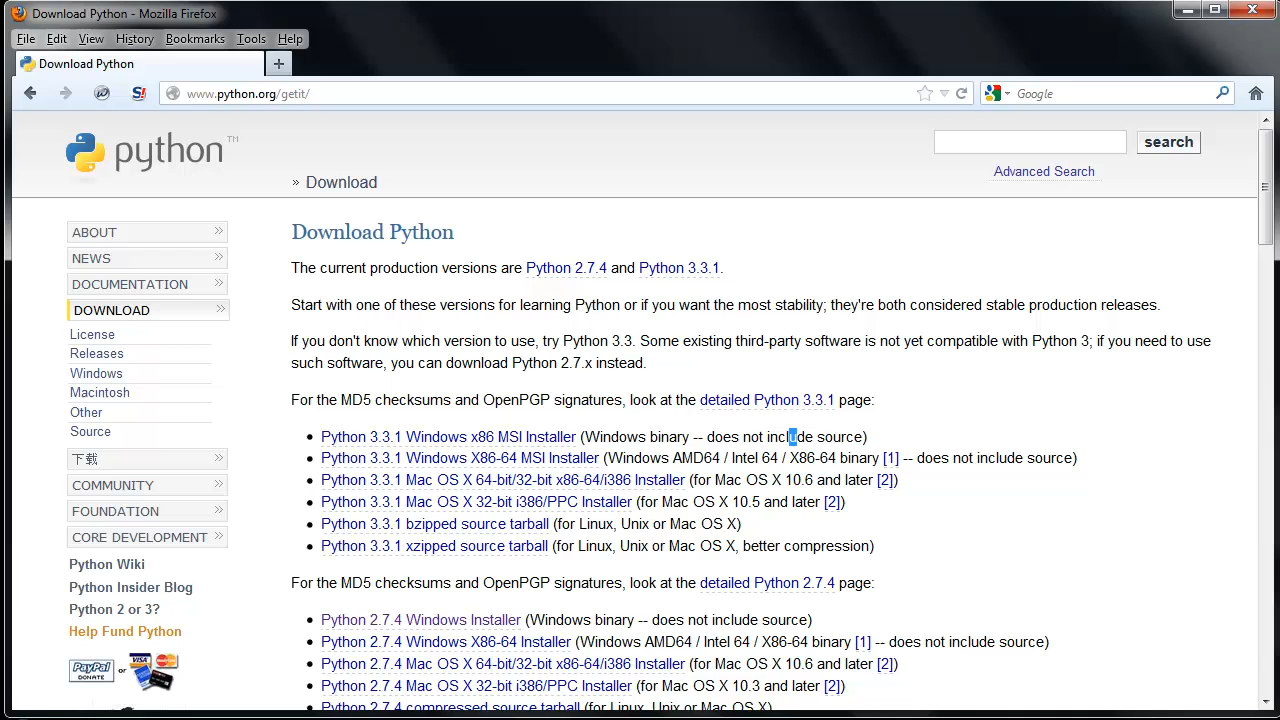 Download Python - Mozilla Firefox
File Edit View History Bookmarks Tools Help
Download Python
www.python.org/getit/
Google
python™
search
Advanced Search
» Download
ABOUT
NEWS
DOCUMENTATION
DOWNLOAD
License
Releases
Windows
Macintosh
Other
Source
下载
COMMUNITY
FOUNDATION
CORE DEVELOPMENT
Python Wiki
Python Insider Blog
Python 2 or 3?
Help Fund Python
PayPal DONATE or VISA
Download Python
The current production versions are Python 2.7.4 and Python 3.3.1.
Start with one of these versions for learning Python or if you want the most stability; they're both considered stable production releases.
If you don't know which version to use, try Python 3.3. Some existing third-party software is not yet compatible with Python 3; if you need to
use such software, you can download Python 2.7.x instead.
For the MD5 checksums and OpenPGP signatures, look at the detailed Python 3.3.1 page:
• Python 3.3.1 Windows x86 MSI Installer (Windows binary -- does not include source)
• Python 3.3.1 Windows X86-64 MSI Installer (Windows AMD64 / Intel 64 / X86-64 binary [1] -- does not include source)
• Python 3.3.1 Mac OS X 64-bit/32-bit x86-64/i386 Installer (for Mac OS X 10.6 and later [2])
• Python 3.3.1 Mac OS X 32-bit i386/PPC Installer (for Mac OS X 10.5 and later [2])
• Python 3.3.1 bzipped source tarball (for Linux, Unix or Mac OS X)
• Python 3.3.1 xzipped source tarball (for Linux, Unix or Mac OS X, better compression)
For the MD5 checksums and OpenPGP signatures, look at the detailed Python 2.7.4 page:
• Python 2.7.4 Windows Installer (Windows binary -- does not include source)
• Python 2.7.4 Windows X86-64 Installer (Windows AMD64 / Intel 64 / X86-64 binary [1] -- does not include source)
• Python 2.7.4 Mac OS X 64-bit/32-bit x86-64/i386 Installer (for Mac OS X 10.6 and later [2])
• Python 2.7.4 Mac OS X 32-bit i386/PPC Installer (for Mac OS X 10.3 and later [2])
• Python 2.7.4 compressed source tarball (for Linux, Unix or Mac OS X)